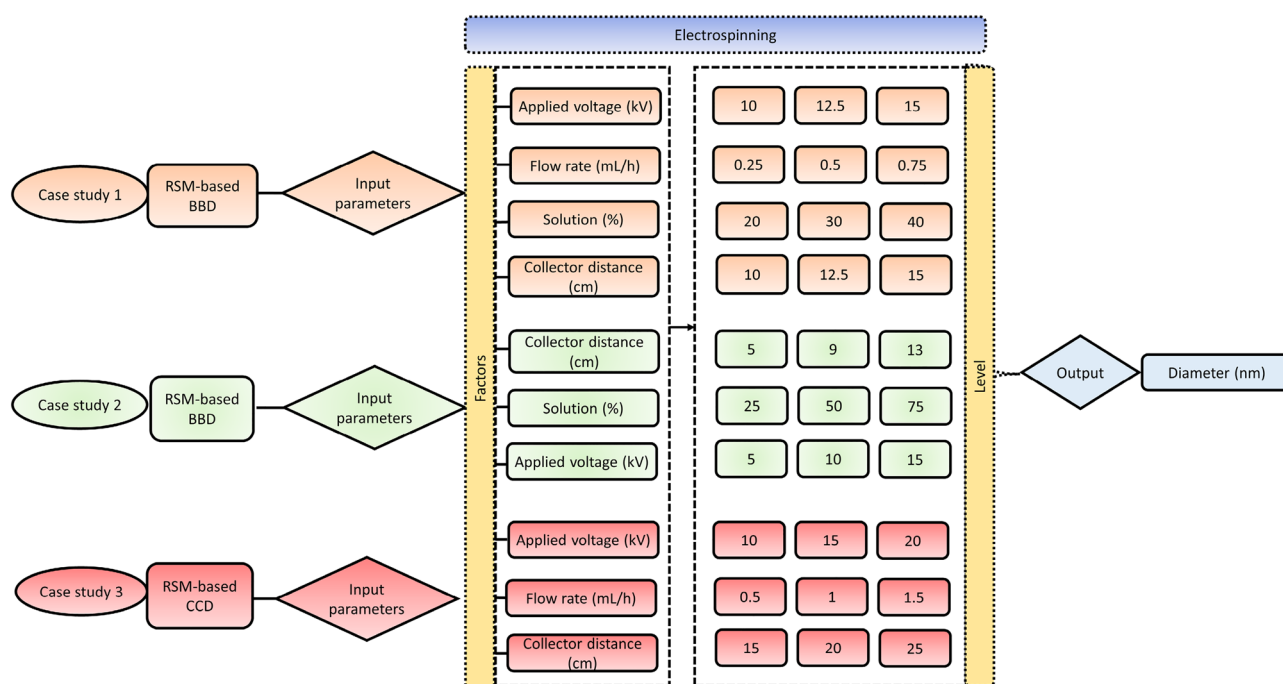 Electrospinning
Case study 1
RSM-based
BBD
Input
parameters
Factors
Applied voltage (kV)
10 12.5 15
Flow rate (mL/h)
0.25 0.5 0.75
Solution (%)
20 30 40
Collector distance
(cm)
10 12.5 15
Case study 2
RSM-based
BBD
Input
parameters
Collector distance
(cm)
5 9 13
Solution (%)
25 50 75
Applied voltage (kV)
5 10 15
Case study 3
RSM-based
CCD
Input
parameters
Applied voltage (kV)
10 15 20
Flow rate (mL/h)
0.5 1 1.5
Collector distance
(cm)
15 20 25
Level
Output
Diameter (nm)